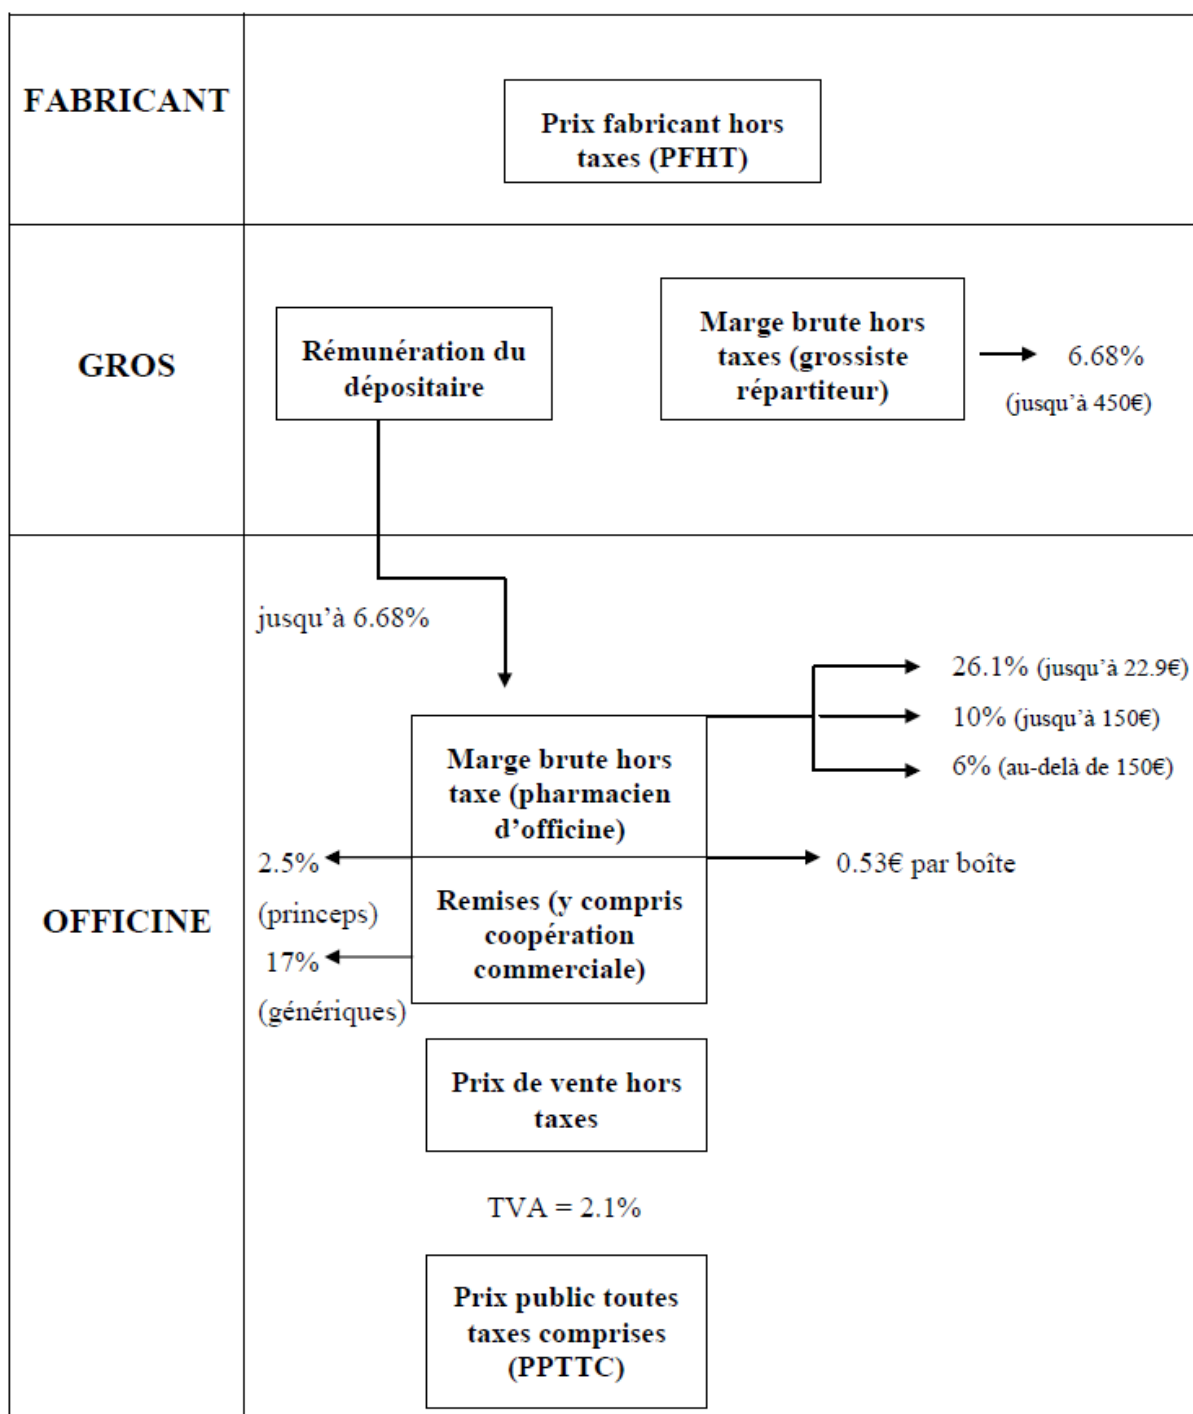 FABRICANT
Prix fabricant hors
taxes (PFHT)
GROS
Rémunération du
dépositaire
Marge brute hors
taxes (grossiste
répartiteur)
6.68%
(jusqu’à 450€)
OFFICINE
jusqu’à 6.68%
26.1% (jusqu’à 22.9€)
10% (jusqu’à 150€)
6% (au-delà de 150€)
Marge brute hors
taxe (pharmacien
d’officine)
2.5%
(princeps)
17%
(génériques)
0.53€ par boîte
Remises (y compris
coopération
commerciale)
Prix de vente hors
taxes
TVA = 2.1%
Prix public toutes
taxes comprises
(PPTTC)